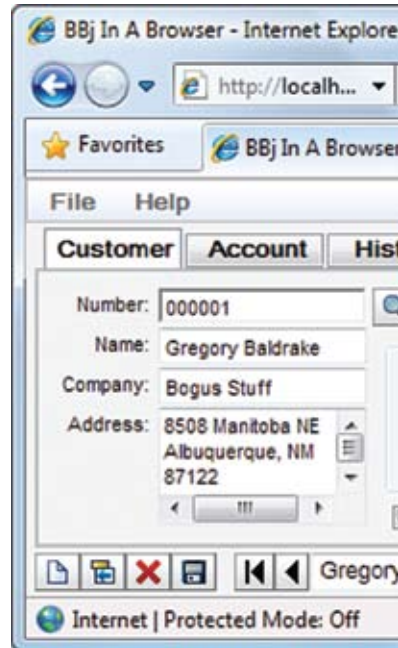 BBj In A Browser - Internet Explore
http://localh...
Favorites BBj In A Browser
File Help
Customer Account Hist
Number: 000001
Name: Gregory Baldrake
Company: Bogus Stuff
Address: 8508 Manitoba NE
Albuquerque, NM
87122
Gregory
Internet | Protected Mode: Off